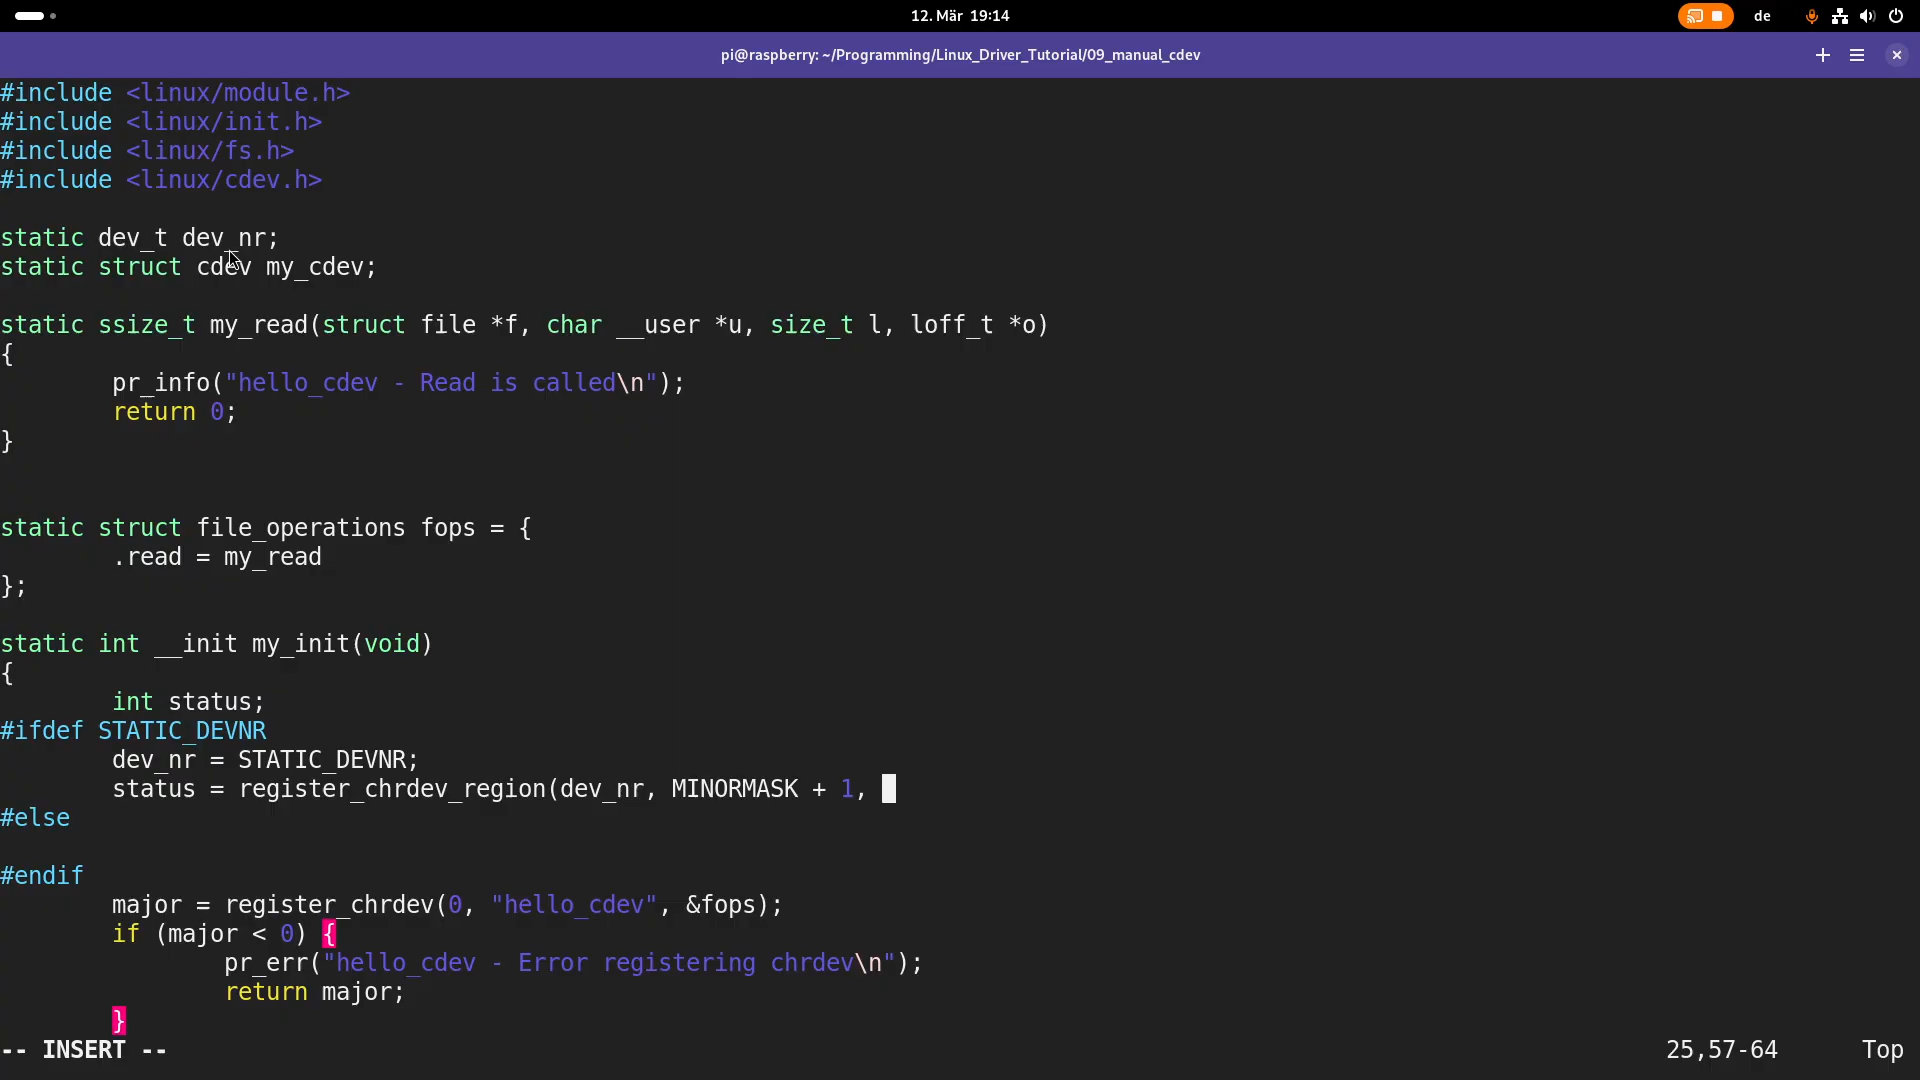 12. Mär 19:14
de
pi@raspberry: ~/Programming/Linux_Driver_Tutorial/09_manual_cdev
#include <linux/module.h>
#include <linux/init.h>
#include <linux/fs.h>
#include <linux/cdev.h>

static dev_t dev_nr;
static struct cdev my_cdev;

static ssize_t my_read(struct file *f, char __user *u, size_t l, loff_t *o)
{
        pr_info("hello_cdev - Read is called\n");
        return 0;
}


static struct file_operations fops = {
        .read = my_read
};

static int __init my_init(void)
{
        int status;
#ifdef STATIC_DEVNR
        dev_nr = STATIC_DEVNR;
        status = register_chrdev_region(dev_nr, MINORMASK + 1,
#else

#endif
        major = register_chrdev(0, "hello_cdev", &fops);
        if (major < 0) {
                pr_err("hello_cdev - Error registering chrdev\n");
                return major;
        }
-- INSERT --
25,57-64
Top